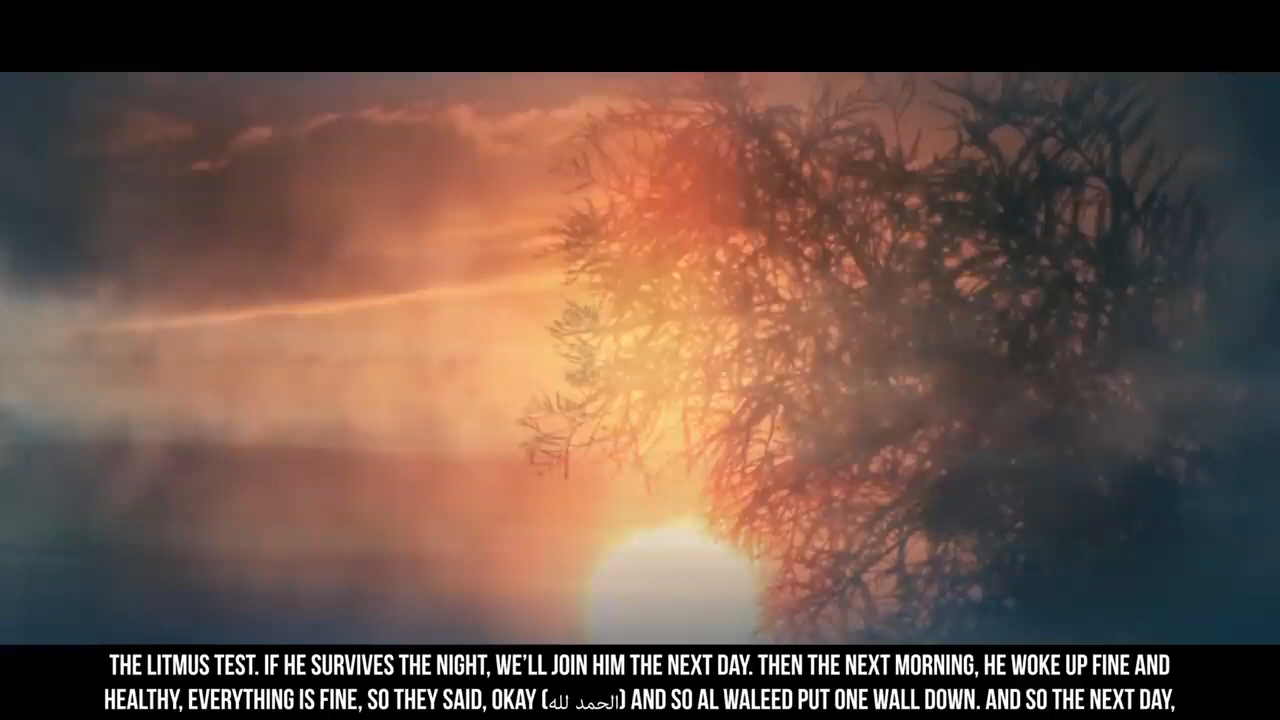 THE LITMUS TEST. IF HE SURVIVES THE NIGHT, WE'LL JOIN HIM THE NEXT DAY. THEN THE NEXT MORNING, HE WOKE UP FINE AND
HEALTHY, EVERYTHING IS FINE, SO THEY SAID, OKAY (الحمد لله) AND SO AL WALEED PUT ONE WALL DOWN. AND SO THE NEXT DAY,